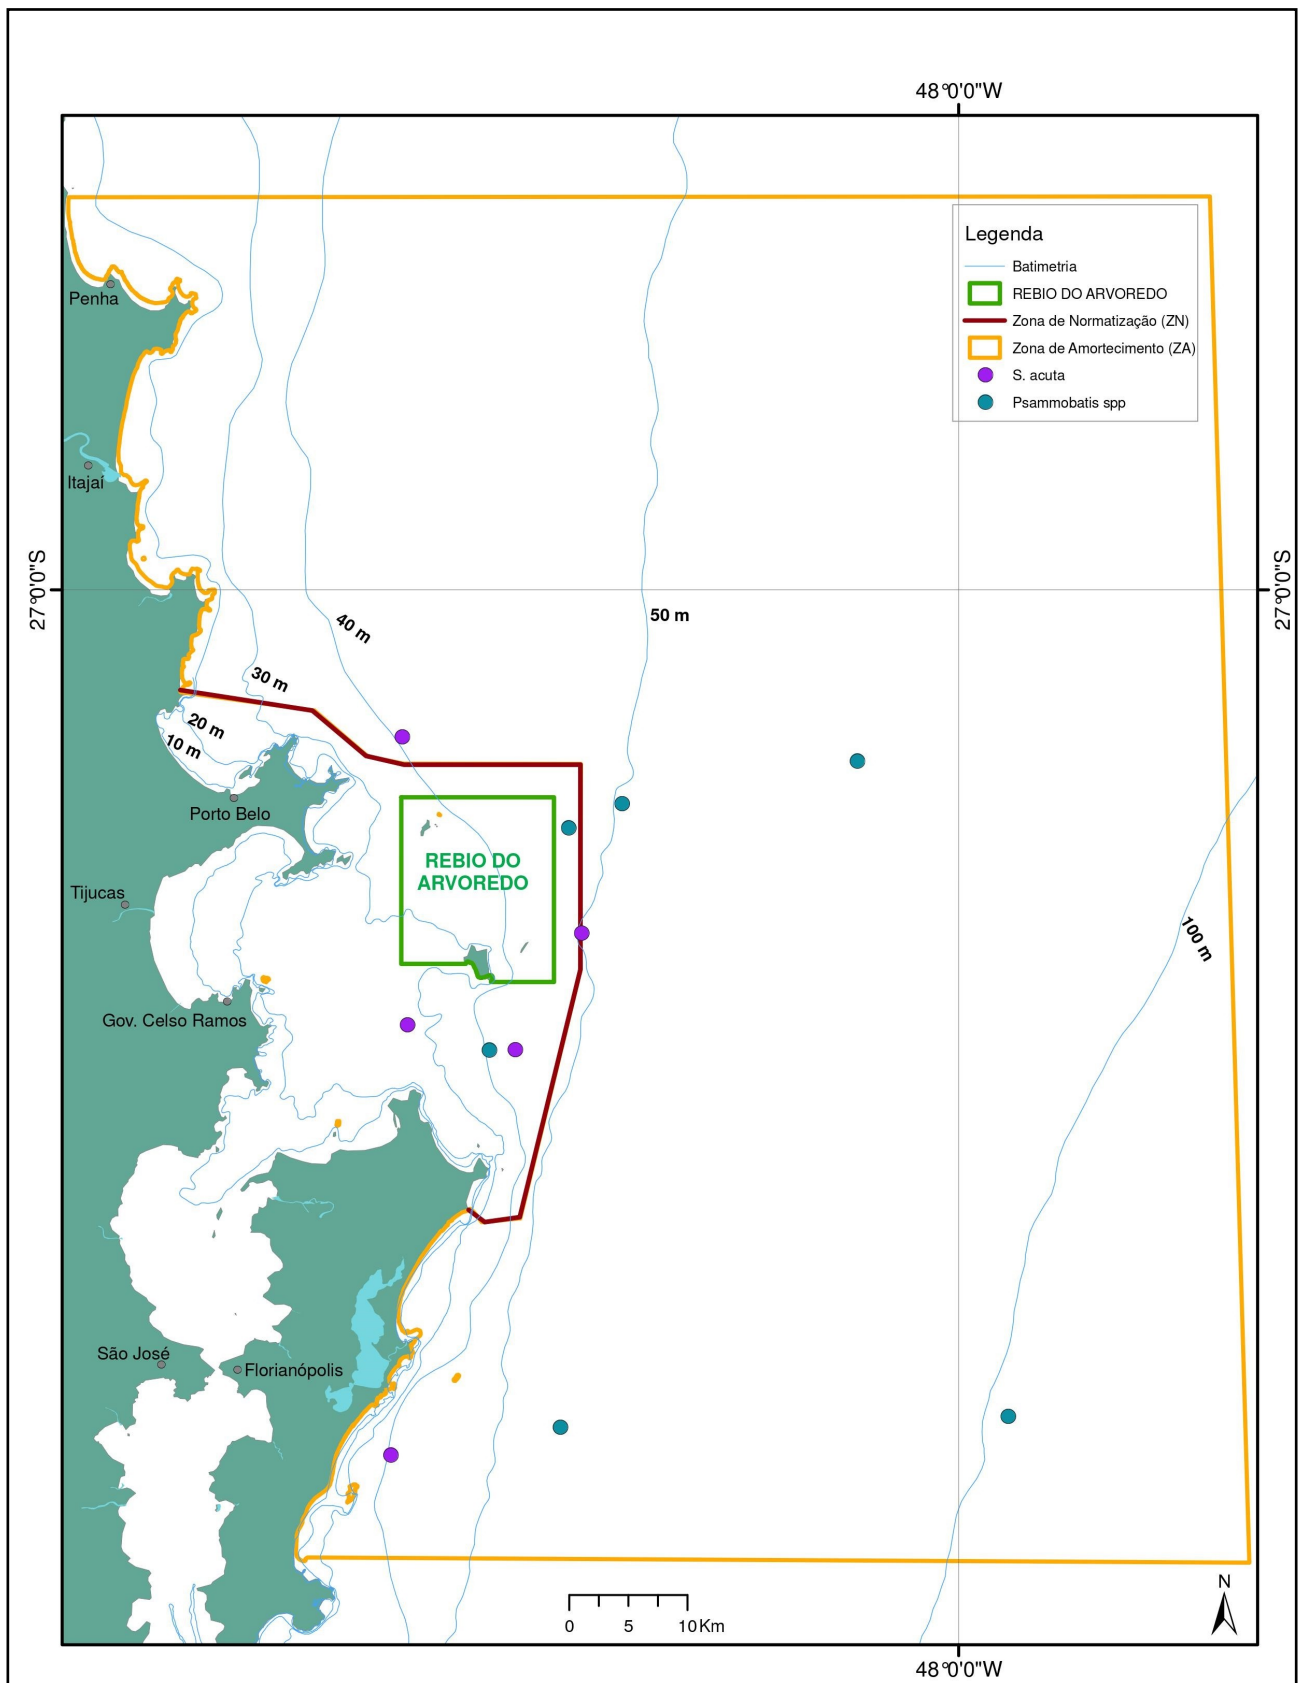 48°0'0"W
Legenda
Batimetria
REBIO DO ARVOREDO
Zona de Normatização (ZN)
Zona de Amortecimento (ZA)
S. acuta
Psammobatis spp
Penha
Itajaí
27°0'0"S
27°0'0"S
50 m
40 m
30 m
20 m
10 m
Porto Belo
REBIO DO
ARVOREDO
Tijucas
100 m
Gov. Celso Ramos
São José
Florianópolis
N
0 5 10 Km
48°0'0"W